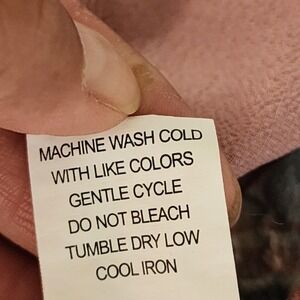 MACHINE WASH COLD
WITH LIKE COLORS
GENTLE CYCLE
DO NOT BLEACH
TUMBLE DRY LOW
COOL IRON